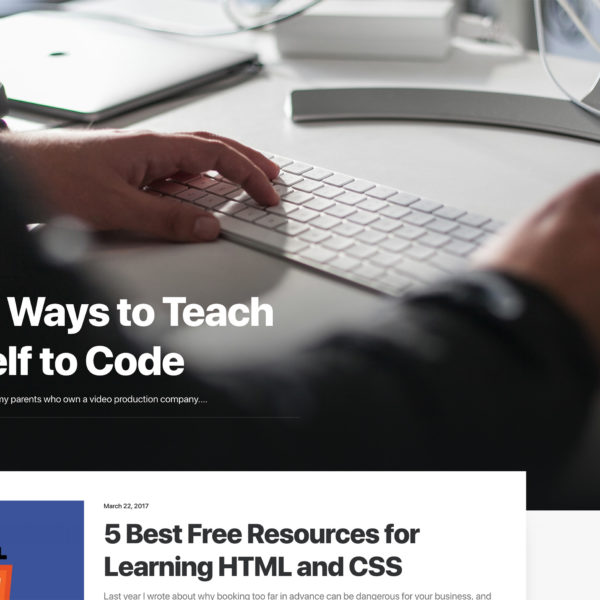 Ways to Teach
elf to Code
my parents who own a video production company....
March 22, 2017
5 Best Free Resources for
Learning HTML and CSS
Last year I wrote about why booking too far in advance can be dangerous for your business, and